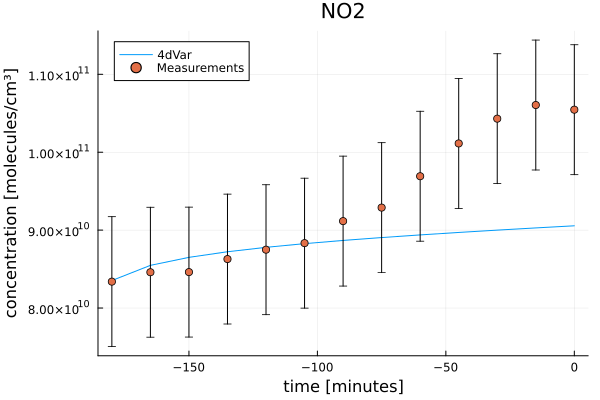 NO2
4dVar
Measurements
concentration [molecules/cm³]
1.10×10¹¹
1.00×10¹¹
9.00×10¹⁰
8.00×10¹⁰
−150
−100
−50
0
time [minutes]